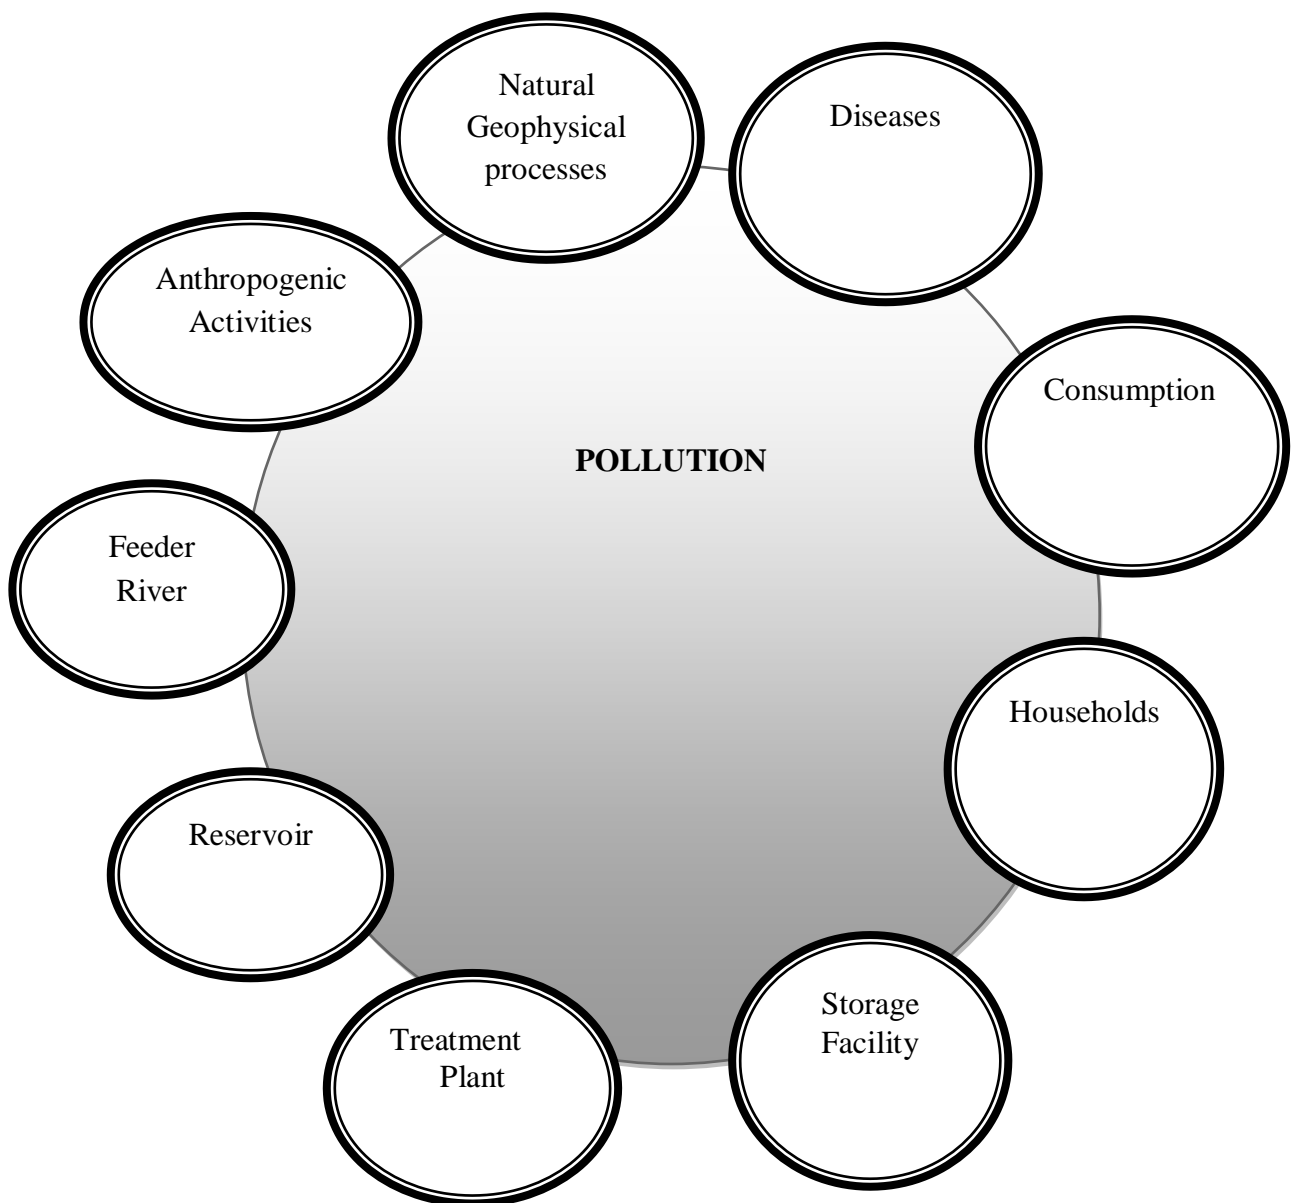 Natural
Geophysical
processes
Diseases
Anthropogenic
Activities
Consumption
POLLUTION
Feeder
River
Households
Reservoir
Storage
Facility
Treatment
Plant